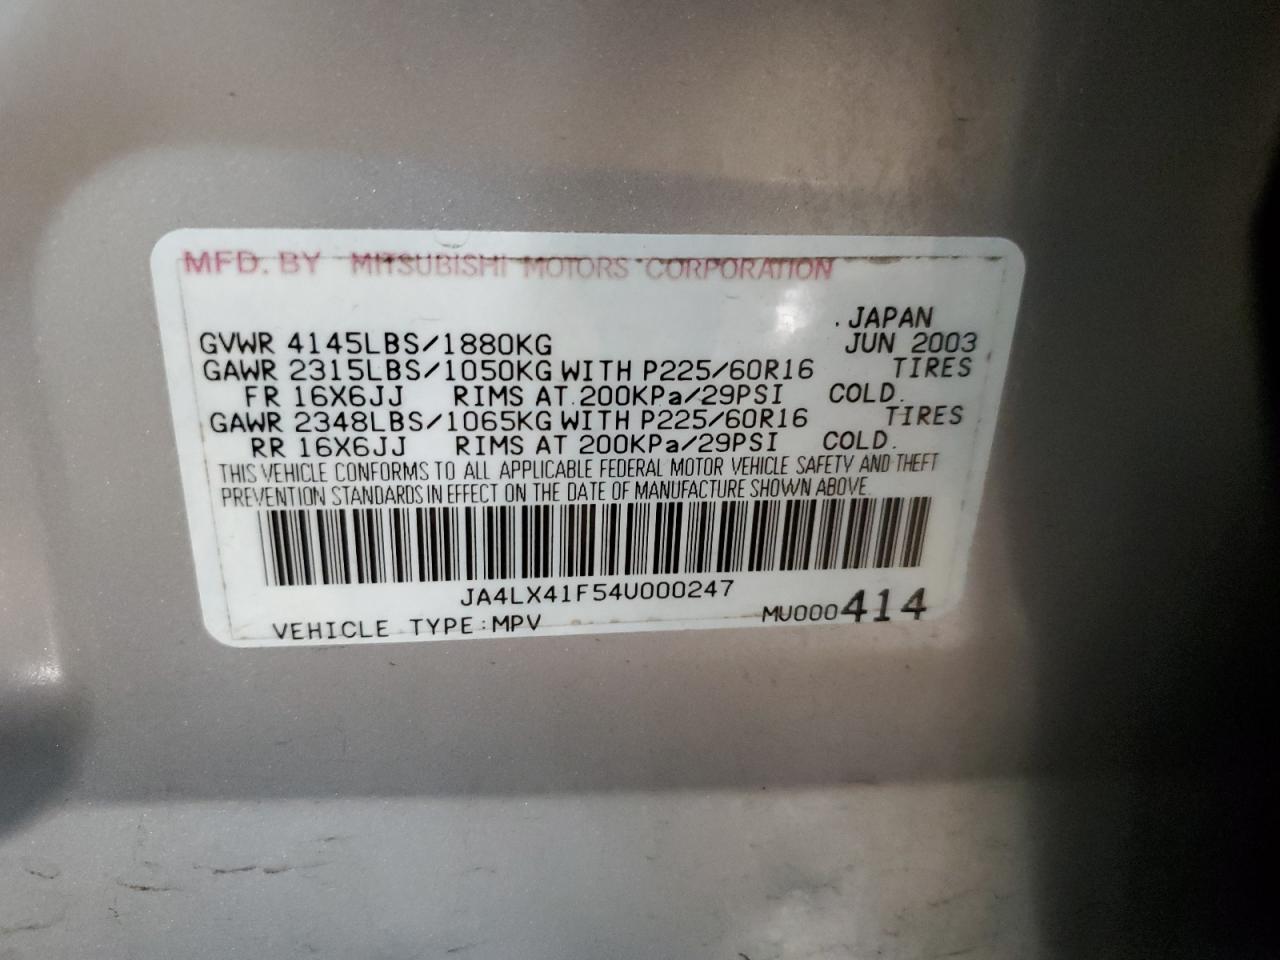 MFD. BY MITSUBISHI MOTORS CORPORATION
. JAPAN
GVWR 4145LBS/1880KG JUN 2003
GAWR 2315LBS/1050KG WITH P225/60R16 TIRES
FR 16X6JJ RIMS AT 200KPa/29PSI COLD.
GAWR 2348LBS/1065KG WITH P225/60R16 TIRES
RR 16X6JJ RIMS AT 200KPa/29PSI COLD.
THIS VEHICLE CONFORMS TO ALL APPLICABLE FEDERAL MOTOR VEHICLE SAFETY AND THEFT
PREVENTION STANDARDS IN EFFECT ON THE DATE OF MANUFACTURE SHOWN ABOVE.
JA4LX41F54U000247
VEHICLE TYPE:MPV MU000414